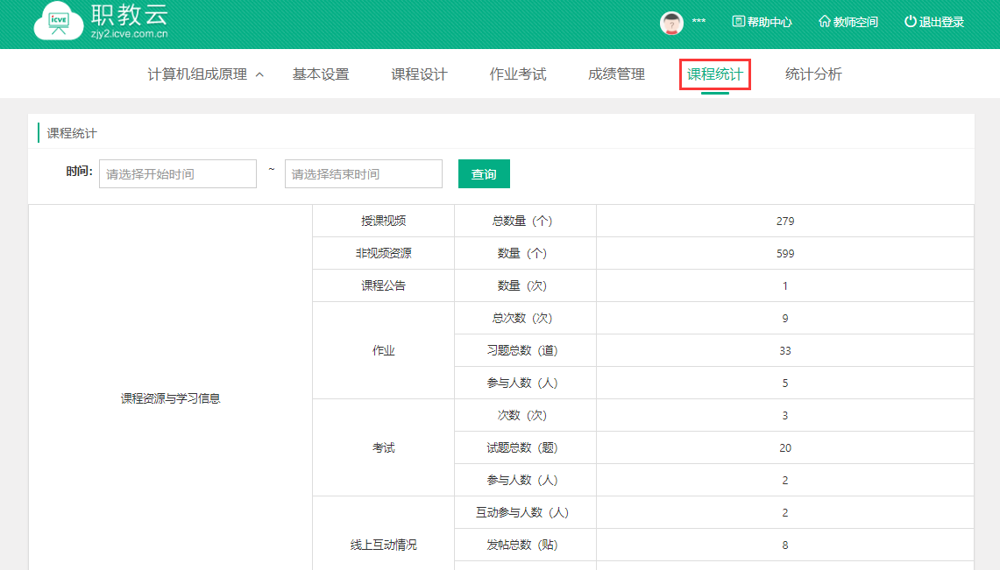 icve 职教云
zjy2.icve.com.cn
*** 帮助中心 教师空间 退出登录
计算机组成原理 基本设置 课程设计 作业考试 成绩管理 课程统计 统计分析
课程统计
时间: 请选择开始时间 ~ 请选择结束时间 查询
授课视频 总数量（个） 279
非视频资源 数量（个） 599
课程公告 数量（次） 1
总次数（次） 9
作业 习题总数（道） 33
参与人数（人） 5
课程资源与学习信息
次数（次） 3
考试 试题总数（题） 20
参与人数（人） 2
互动参与人数（人） 2
线上互动情况 发帖总数（贴） 8